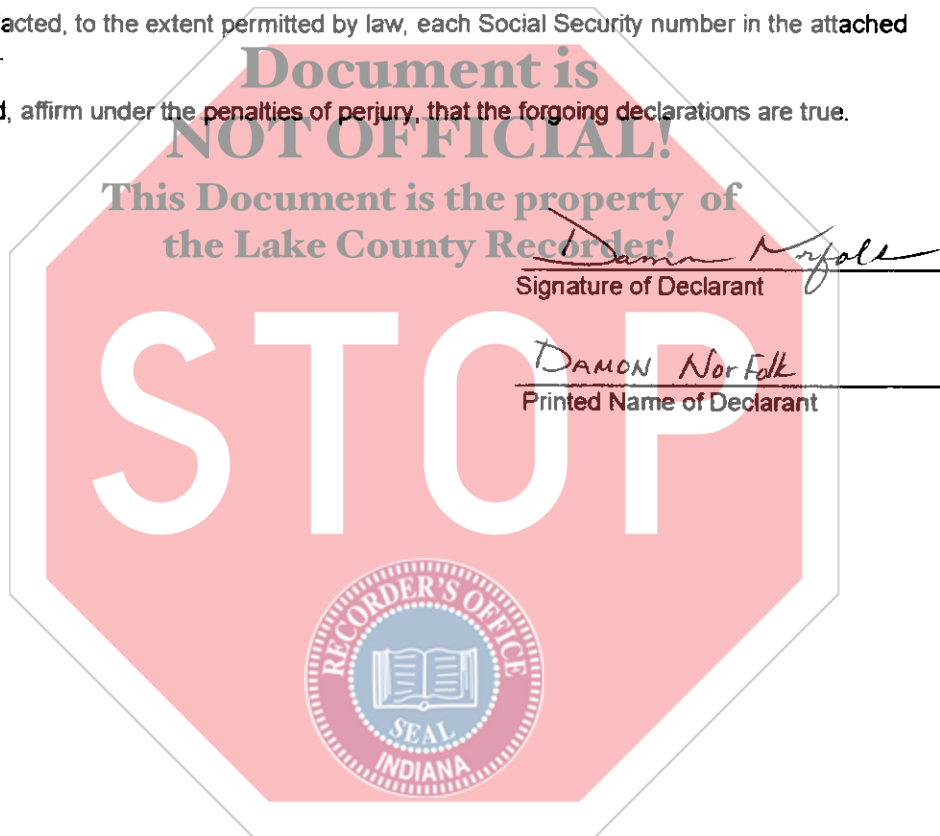 acted, to the extent permitted by law, each Social Security number in the attached
Document is
, affirm under the penalties of perjury, that the forgoing declarations are true.
NOT OFFICIAL!
This Document is the property of
the Lake County Recorder!
Damon Norfolk
Signature of Declarant
STOP
DAMON Norfolk
Printed Name of Declarant
RECORDER'S OFFICE
SEAL
INDIANA